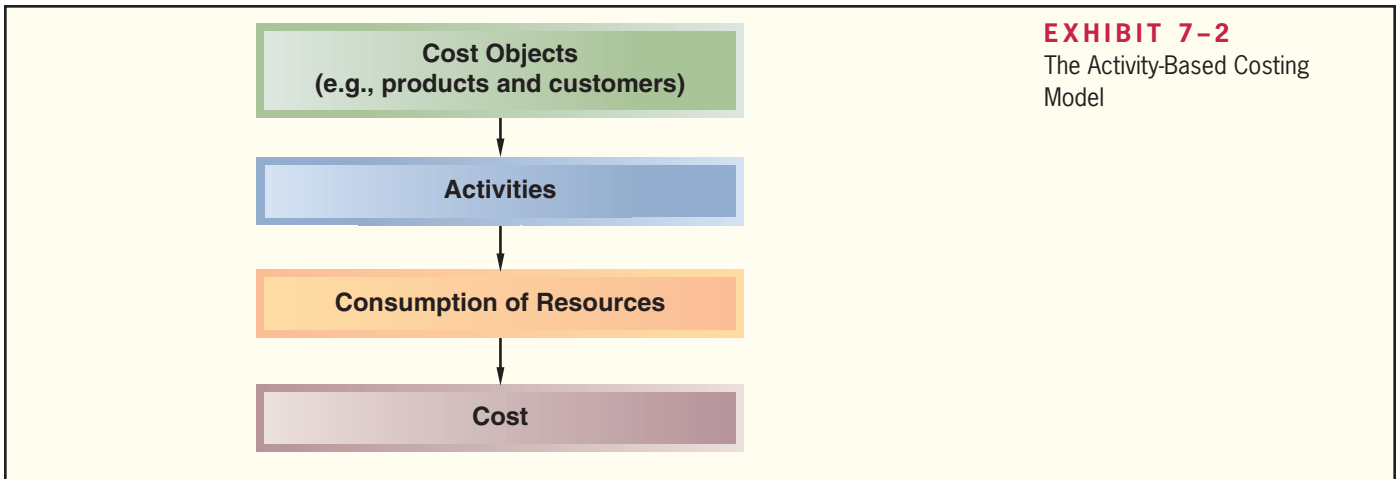 Cost Objects
(e.g., products and customers)
Activities
Consumption of Resources
Cost
EXHIBIT 7–2
The Activity-Based Costing
Model